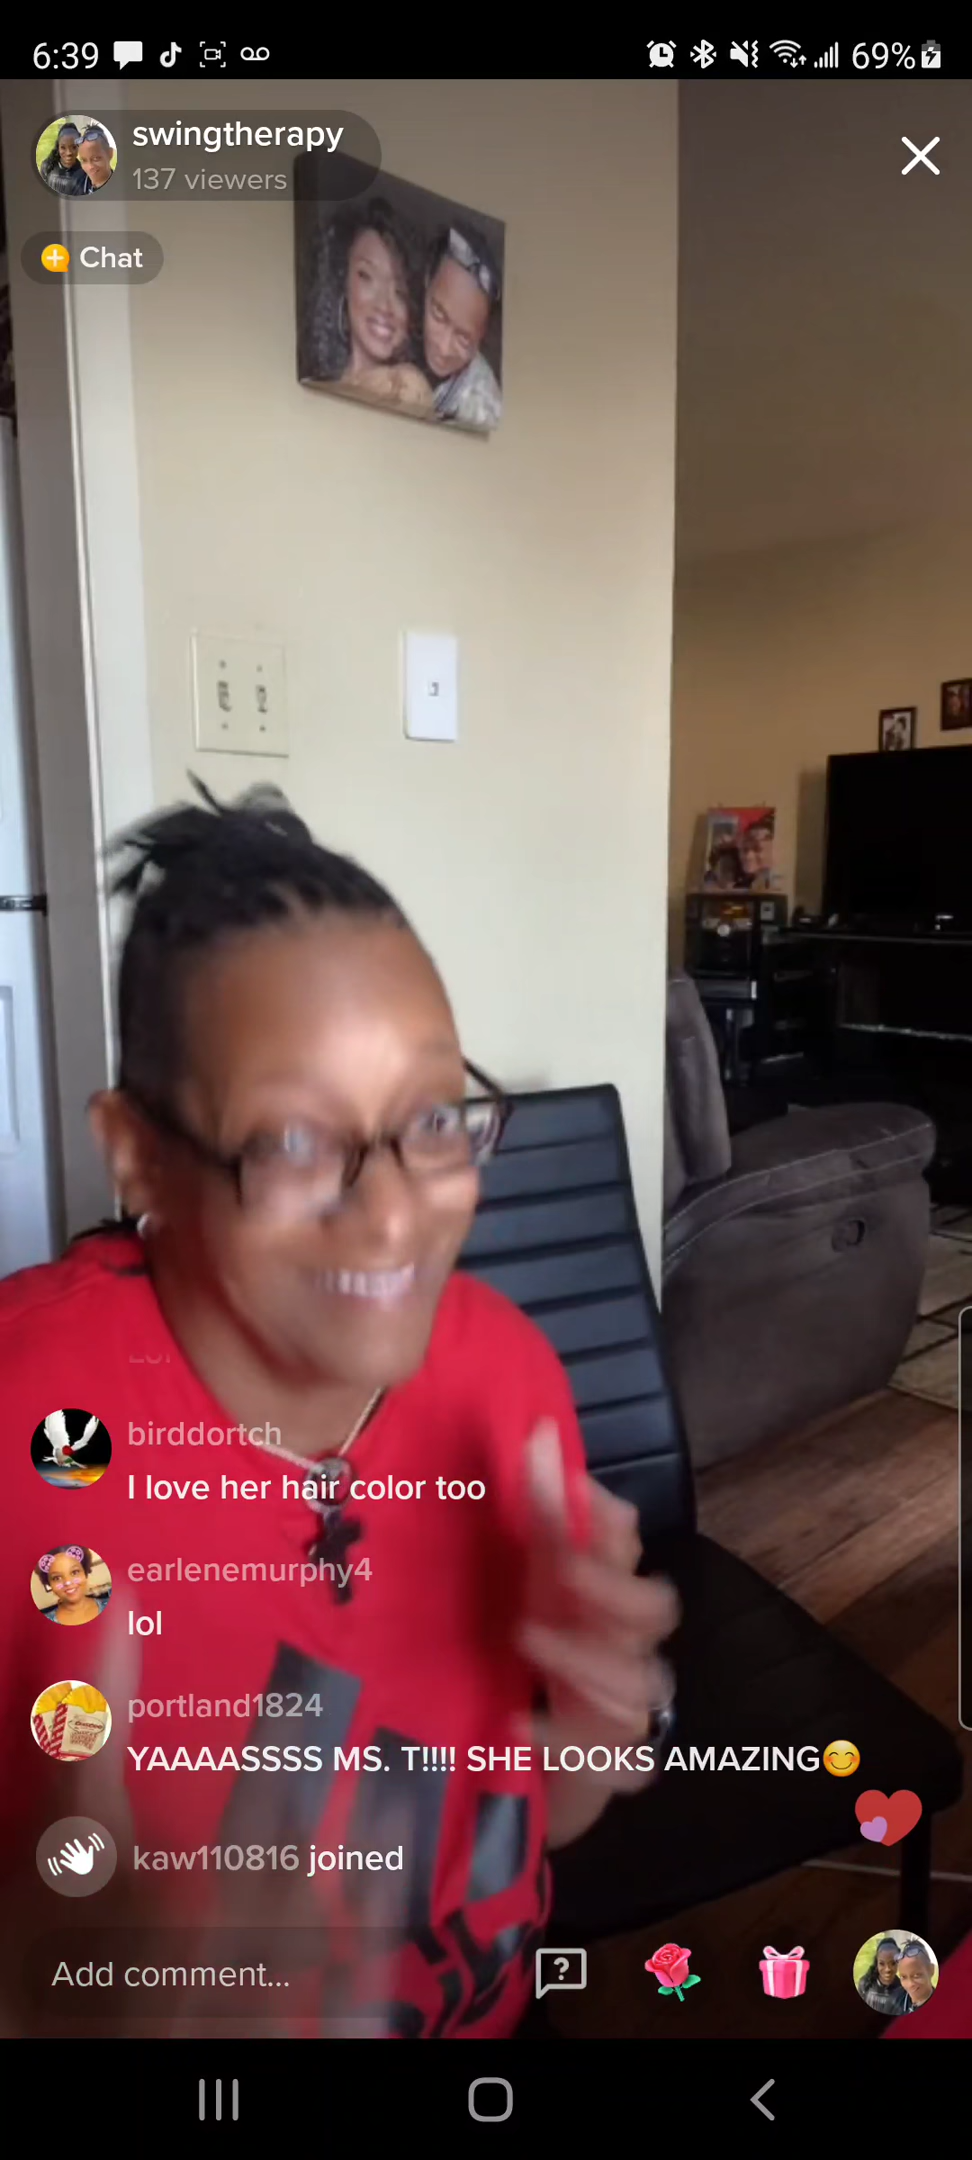 6:39
69%
swingtherapy
137 viewers
Chat
birddortch
I love her hair color too
earlenemurphy4
lol
portland1824
YAAAASSSS MS. T!!!! SHE LOOKS AMAZING😊
kaw110816 joined
Add comment...